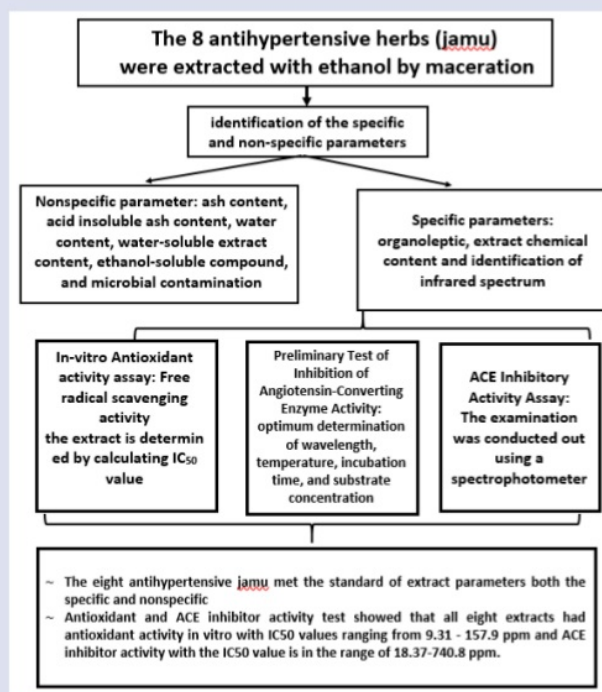 The 8 antihypertensive herbs (jamu)
were extracted with ethanol by maceration
identification of the specific
and non-specific parameters
Nonspecific parameter: ash content,
acid insoluble ash content, water
content, water-soluble extract
content, ethanol-soluble compound,
and microbial contamination
Specific parameters:
organoleptic, extract chemical
content and identification of
infrared spectrum
In-vitro Antioxidant
activity assay: Free
radical scavenging
activity
the extract is determin
ed by calculating IC50
value
Preliminary Test of
Inhibition of
Angiotensin-Converting
Enzyme Activity:
optimum determination
of wavelength,
temperature, incubation
time, and substrate
concentration
ACE Inhibitory
Activity Assay:
The examination
was conducted out
using a
spectrophotometer
~ The eight antihypertensive jamu met the standard of extract parameters both the
specific and nonspecific
~ Antioxidant and ACE inhibitor activity test showed that all eight extracts had
antioxidant activity in vitro with IC50 values ranging from 9.31 - 157.9 ppm and ACE
inhibitor activity with the IC50 value is in the range of 18.37-740.8 ppm.